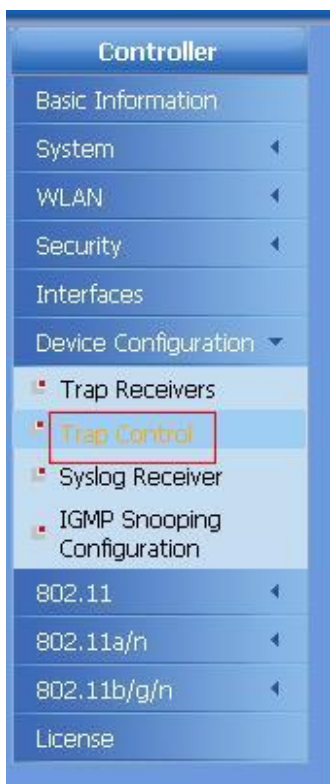 Controller
Basic Information
System
WLAN
Security
Interfaces
Device Configuration
Trap Receivers
Trap Control
Syslog Receiver
IGMP Snooping
Configuration
802.11
802.11a/n
802.11b/g/n
License